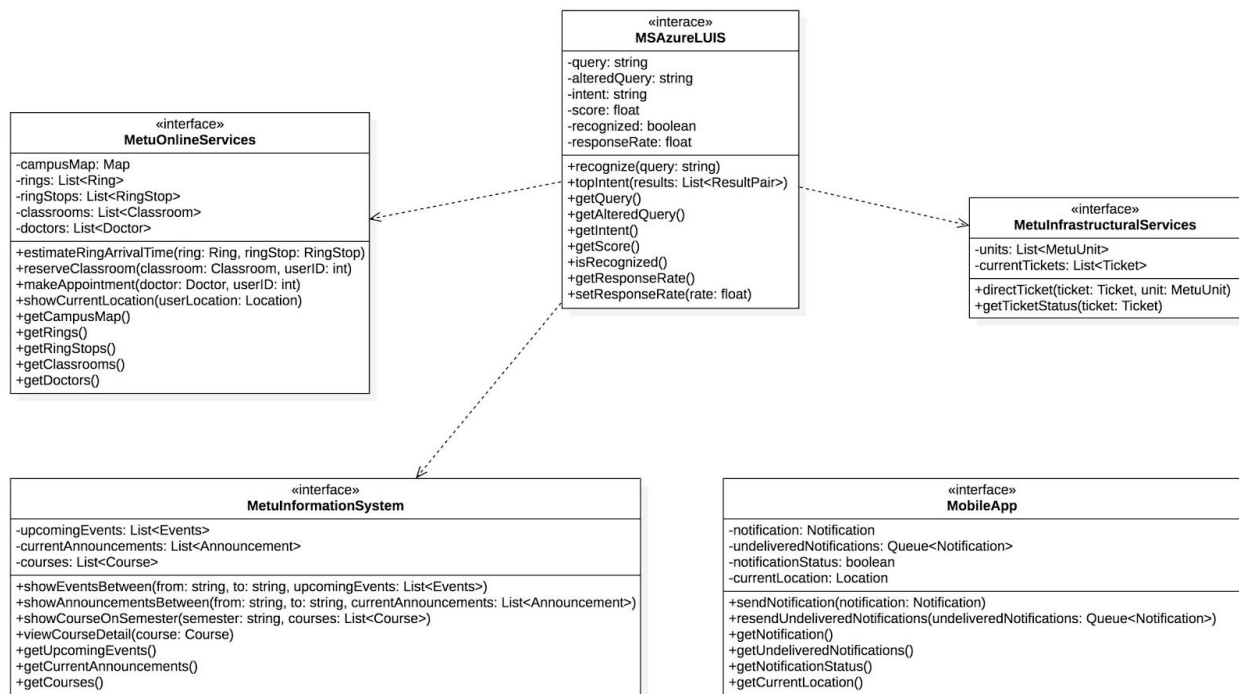 «interace»
MSAzureLUIS
-query: string
-alteredQuery: string
-intent: string
-score: float
-recognized: boolean
-responseRate: float
+recognize(query: string)
+topIntent(results: List<ResultPair>)
+getQuery()
+getAlteredQuery()
+getIntent()
+getScore()
+isRecognized()
+getResponseRate()
+setResponseRate(rate: float)
«interface»
MetuOnlineServices
-campusMap: Map
-rings: List<Ring>
-ringStops: List<RingStop>
-classrooms: List<Classroom>
-doctors: List<Doctor>
+estimateRingArrivalTime(ring: Ring, ringStop: RingStop)
+reserveClassroom(classroom: Classroom, userID: int)
+makeAppointment(doctor: Doctor, userID: int)
+showCurrentLocation(userLocation: Location)
+getCampusMap()
+getRings()
+getRingStops()
+getClassrooms()
+getDoctors()
«interface»
MetuInfrastructuralServices
-units: List<MetuUnit>
-currentTickets: List<Ticket>
+directTicket(ticket: Ticket, unit: MetuUnit)
+getTicketStatus(ticket: Ticket)
«interface»
MetuInformationSystem
-upcomingEvents: List<Events>
-currentAnnouncements: List<Announcement>
-courses: List<Course>
+showEventsBetween(from: string, to: string, upcomingEvents: List<Events>)
+showAnnouncementsBetween(from: string, to: string, currentAnnouncements: List<Announcement>)
+showCourseOnSemester(semester: string, courses: List<Course>)
+viewCourseDetail(course: Course)
+getUpcomingEvents()
+getCurrentAnnouncements()
+getCourses()
«interface»
MobileApp
-notification: Notification
-undeliveredNotifications: Queue<Notification>
-notificationStatus: boolean
-currentLocation: Location
+sendNotification(notification: Notification)
+resendUndeliveredNotifications(undeliveredNotifications: Queue<Notification>)
+getNotification()
+getUndeliveredNotifications()
+getNotificationStatus()
+getCurrentLocation()